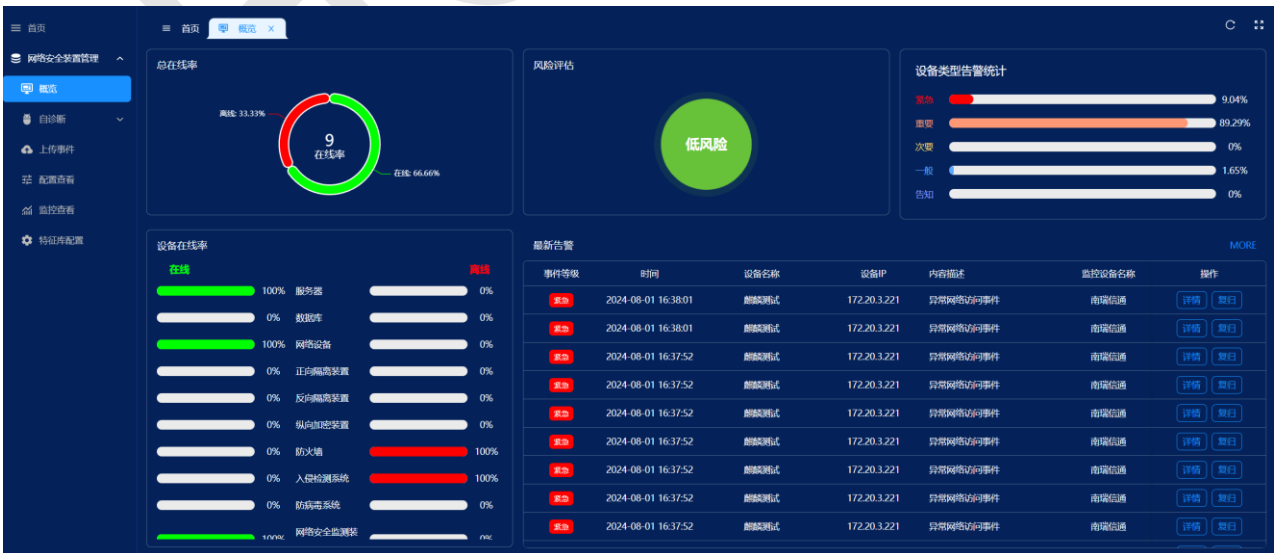 首页
首页 概览 ×
网络安全装置管理
概览
自诊断
上传事件
配置查看
监控查看
特征库配置
总在线率
离线: 33.33%
9
在线率
在线: 66.66%
风险评估
低风险
设备类型告警统计
紧急 9.04%
重要 89.29%
次要 0%
一般 1.65%
告知 0%
设备在线率
在线 离线
100% 服务器 0%
0% 数据库 0%
100% 网络设备 0%
0% 正向隔离装置 0%
0% 反向隔离装置 0%
0% 纵向加密装置 0%
0% 防火墙 100%
0% 入侵检测系统 100%
0% 防病毒系统 0%
100% 网络安全监测装 0%
最新告警 MORE
事件等级 时间 设备名称 设备IP 内容描述 监控设备名称 操作
紧急 2024-08-01 16:38:01 麒麟测试 172.20.3.221 异常网络访问事件 南瑞信通 详情 复归
紧急 2024-08-01 16:38:01 麒麟测试 172.20.3.221 异常网络访问事件 南瑞信通 详情 复归
紧急 2024-08-01 16:37:52 麒麟测试 172.20.3.221 异常网络访问事件 南瑞信通 详情 复归
紧急 2024-08-01 16:37:52 麒麟测试 172.20.3.221 异常网络访问事件 南瑞信通 详情 复归
紧急 2024-08-01 16:37:52 麒麟测试 172.20.3.221 异常网络访问事件 南瑞信通 详情 复归
紧急 2024-08-01 16:37:52 麒麟测试 172.20.3.221 异常网络访问事件 南瑞信通 详情 复归
紧急 2024-08-01 16:37:52 麒麟测试 172.20.3.221 异常网络访问事件 南瑞信通 详情 复归
紧急 2024-08-01 16:37:52 麒麟测试 172.20.3.221 异常网络访问事件 南瑞信通 详情 复归
紧急 2024-08-01 16:37:52 麒麟测试 172.20.3.221 异常网络访问事件 南瑞信通 详情 复归